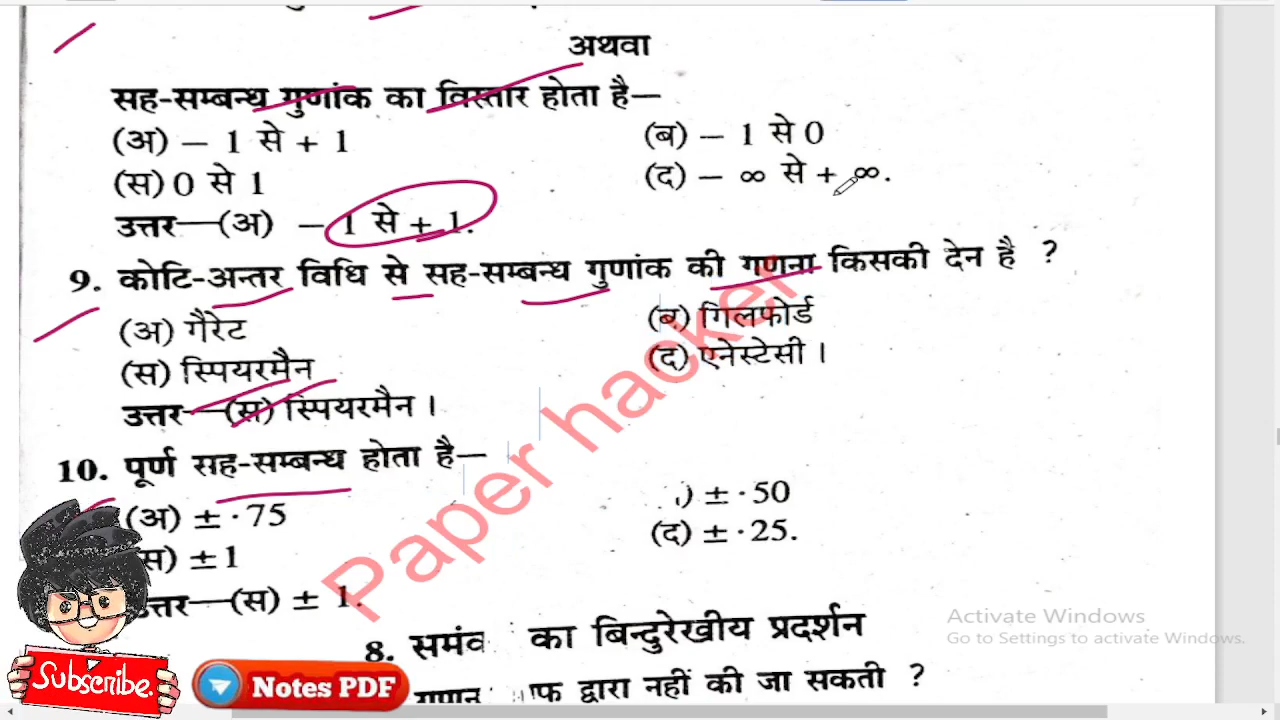 अथवा
सह-सम्बन्ध गुणांक का विस्तार होता है—
(अ) – 1 से + 1
(ब) – 1 से 0
(स) 0 से 1
(द) – ∞ से + ∞.
उत्तर—(अ) – 1 से + 1.
9. कोटि-अन्तर विधि से सह-सम्बन्ध गुणांक की गणना किसकी देन है ?
(अ) गैरेट
(ब) गिलफोर्ड
(स) स्पियरमैन
(द) एनेस्टेसी ।
उत्तर—(स) स्पियरमैन ।
10. पूर्ण सह-सम्बन्ध होता है—
(अ) ± ·75
) ± ·50
स) ± 1
(द) ± ·25.
त्तर—(स) ± 1.
8. समंव का बिन्दुरेखीय प्रदर्शन
द्वारा नहीं की जा सकती ?
Paper hacker
Activate Windows
Go to Settings to activate Windows.
Subscribe.
Notes PDF